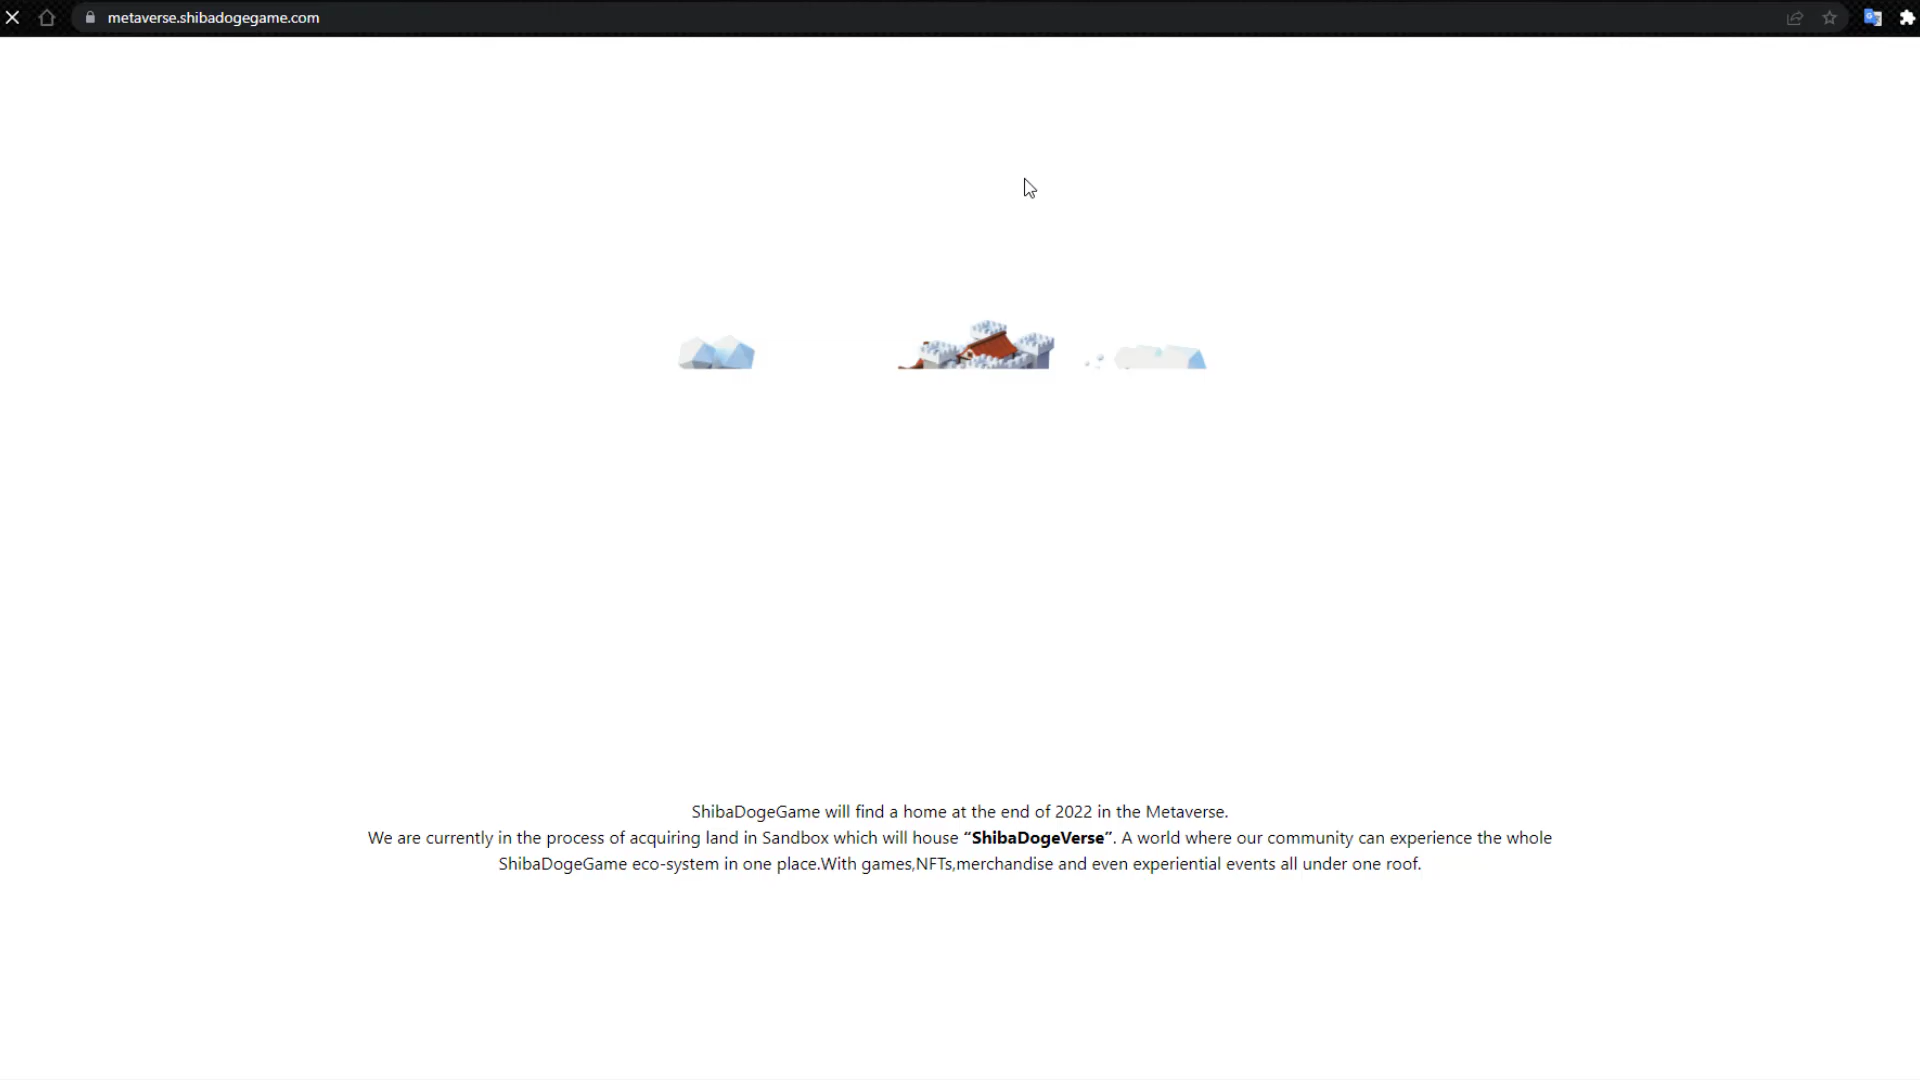 metaverse.shibadogegame.com
ShibaDogeGame will find a home at the end of 2022 in the Metaverse.
We are currently in the process of acquiring land in Sandbox which will house “ShibaDogeVerse”. A world where our community can experience the whole
ShibaDogeGame eco-system in one place.With games,NFTs,merchandise and even experiential events all under one roof.